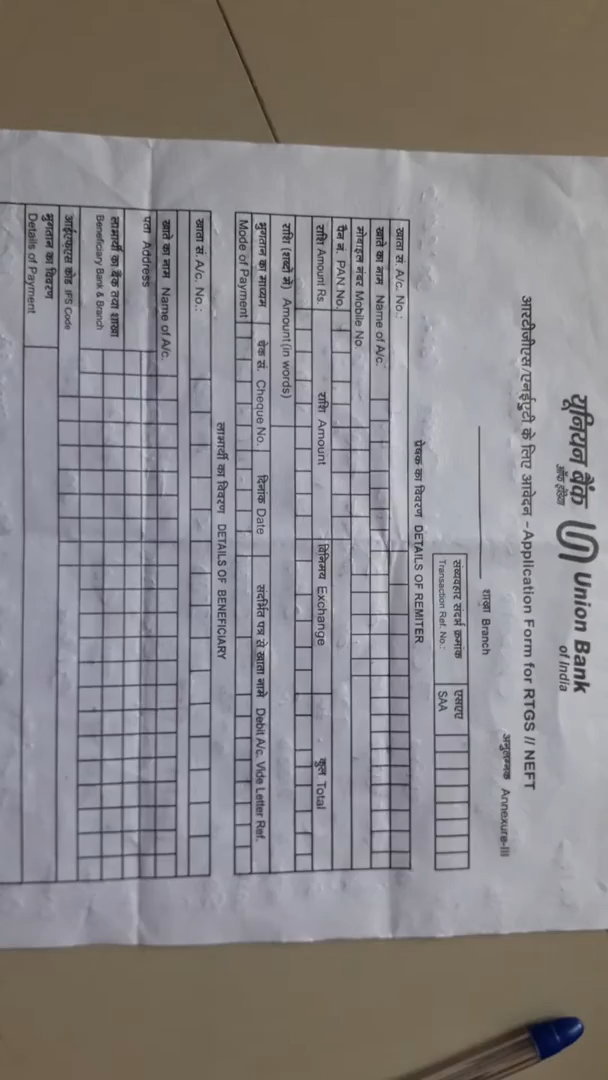 यूनियन बैंक Union Bank
ऑफ इंडिया of India
आरटीजीएस/एनईएफटी के लिए आवेदन – Application Form for RTGS // NEFT
अनुलग्नक Annexure-III
शाखा Branch
संव्यवहार संदर्भ क्रमांक एसएए
Transaction Ref. No.: SAA
प्रेषक का विवरण DETAILS OF REMITER
खाता सं. A/c. No.:
खाते का नाम Name of A/c.
मोबाइल नंबर Mobile No.
पैन नं. PAN.No.
राशि Amount Rs. राशि Amount विनिमय Exchange कुल Total
राशि (शब्दों में) Amount (in words)
भुगतान का माध्यम चेक सं. Cheque No. दिनांक Date संदर्भित पत्र से खाता नामे Debit A/c. Vide Letter Ref.
Mode of Payment
लाभार्थी का विवरण DETAILS OF BENEFICIARY
खाता सं. A/c. No.:
खाते का नाम Name of A/c.
पता Address
लाभार्थी का बैंक तथा शाखा
Beneficiary Bank & Branch
आईएफएस कोड IFS Code
भुगतान का विवरण
Details of Payment